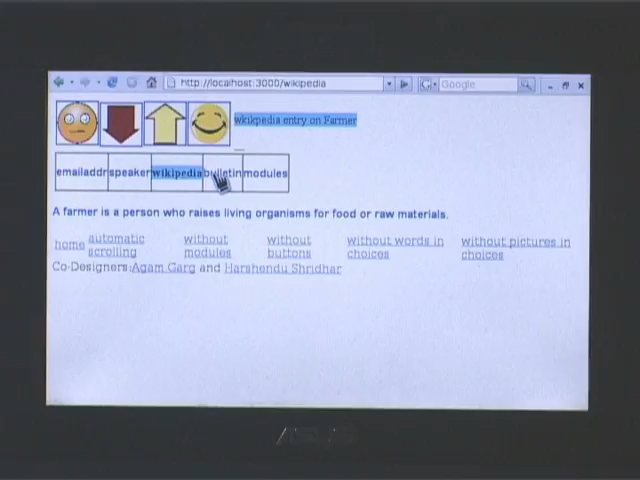 http://localhost:3000/wikipedia
Google
wkikpedia entry on Farmer
emailaddr speaker wikipedia bulletin modules
A farmer is a person who raises living organisms for food or raw materials.
home automatic scrolling without modules without buttons without words in choices without pictures in choices
Co-Designers:Agam Garg and Harshendu Shridhar